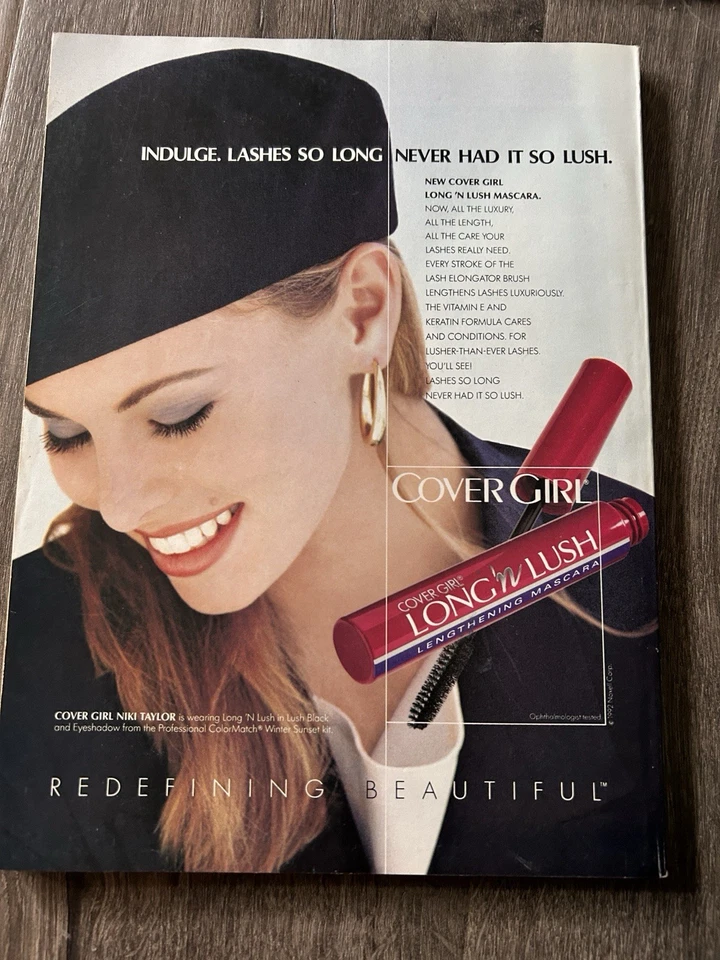 INDULGE. LASHES SO LONG NEVER HAD IT SO LUSH.
NEW COVER GIRL
LONG 'N LUSH MASCARA.
NOW, ALL THE LUXURY,
ALL THE LENGTH,
ALL THE CARE YOUR
LASHES REALLY NEED.
EVERY STROKE OF THE
LASH ELONGATOR BRUSH
LENGTHENS LASHES LUXURIOUSLY.
THE VITAMIN E AND
KERATIN FORMULA CARES
AND CONDITIONS. FOR
LUSHER-THAN-EVER LASHES.
YOU'LL SEE!
LASHES SO LONG
NEVER HAD IT SO LUSH.
COVER GIRL®
COVER GIRL®
LONG 'n LUSH
LENGTHENING MASCARA
COVER GIRL NIKI TAYLOR is wearing Long 'N Lush in Lush Black
and Eyeshadow from the Professional ColorMatch® Winter Sunset kit.
Ophthalmologist tested.
©1992 Noxell Corp.
REDEFINING BEAUTIFUL™